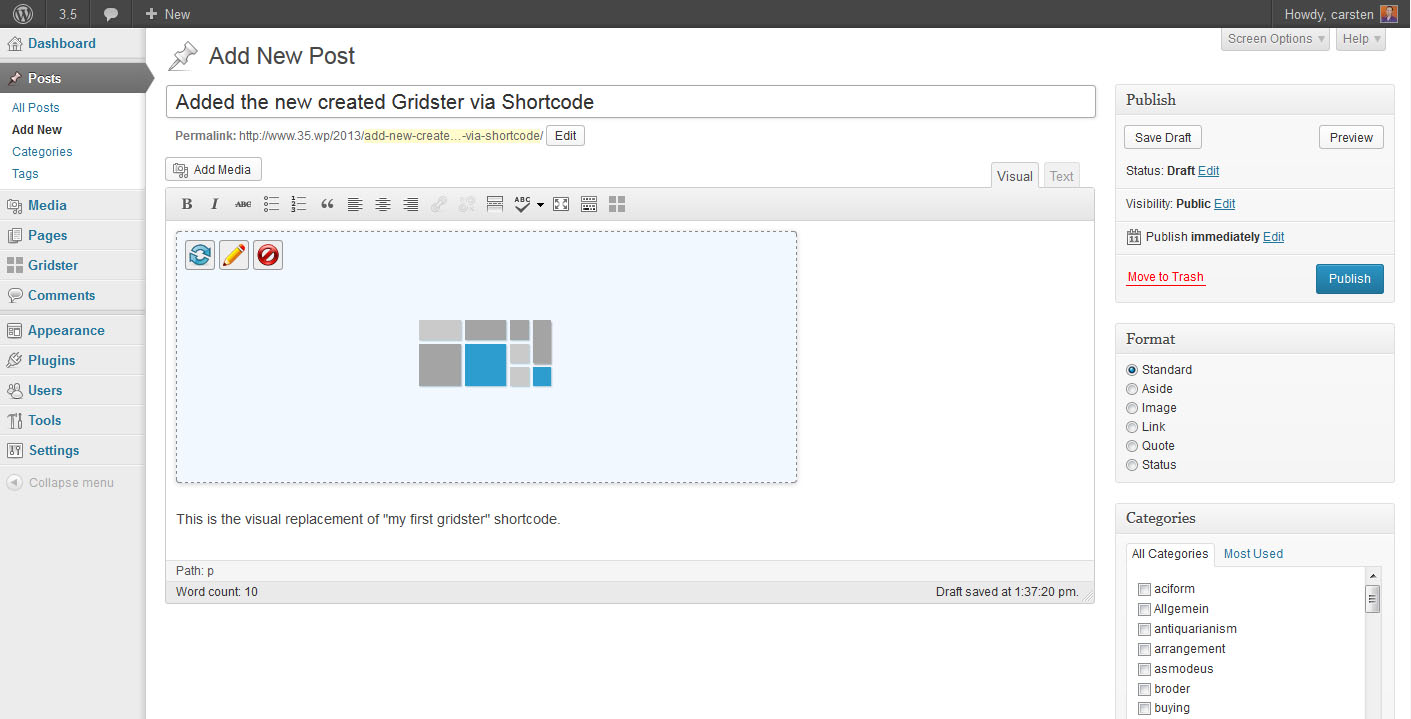 3.5 New Howdy, carsten
Screen Options Help
Dashboard
Posts
All Posts
Add New
Categories
Tags
Media
Pages
Gridster
Comments
Appearance
Plugins
Users
Tools
Settings
Collapse menu
Add New Post
Added the new created Gridster via Shortcode
Permalink: http://www.35.wp/2013/add-new-create…-via-shortcode/ Edit
Add Media
Visual Text
B I ABC ABC
This is the visual replacement of "my first gridster" shortcode.
Path: p
Word count: 10 Draft saved at 1:37:20 pm.
Publish
Save Draft Preview
Status: Draft Edit
Visibility: Public Edit
Publish immediately Edit
Move to Trash Publish
Format
Standard
Aside
Image
Link
Quote
Status
Categories
All Categories Most Used
aciform
Allgemein
antiquarianism
arrangement
asmodeus
broder
buying